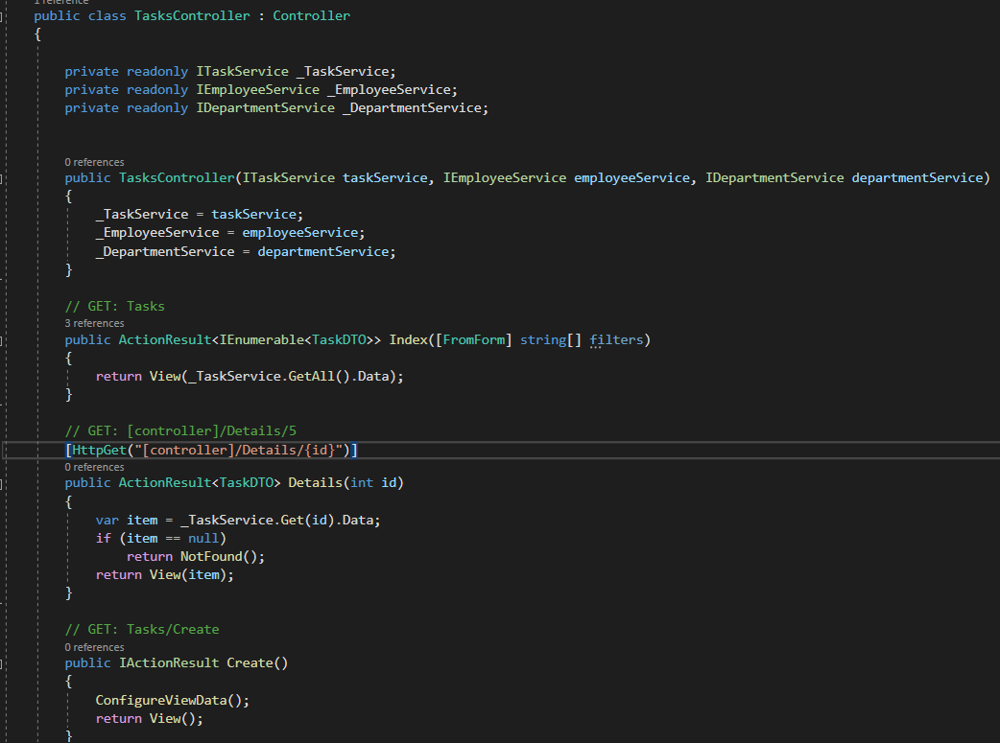 1 reference
public class TasksController : Controller
{
private readonly ITaskService _TaskService;
private readonly IEmployeeService _EmployeeService;
private readonly IDepartmentService _DepartmentService;
0 references
public TasksController(ITaskService taskService, IEmployeeService employeeService, IDepartmentService departmentService)
{
_TaskService = taskService;
_EmployeeService = employeeService;
_DepartmentService = departmentService;
}
// GET: Tasks
3 references
public ActionResult<IEnumerable<TaskDTO>> Index([FromForm] string[] filters)
{
return View(_TaskService.GetAll().Data);
}
// GET: [controller]/Details/5
[HttpGet("[controller]/Details/{id}")]
0 references
public ActionResult<TaskDTO> Details(int id)
{
var item = _TaskService.Get(id).Data;
if (item == null)
return NotFound();
return View(item);
}
// GET: Tasks/Create
0 references
public IActionResult Create()
{
ConfigureViewData();
return View();
}